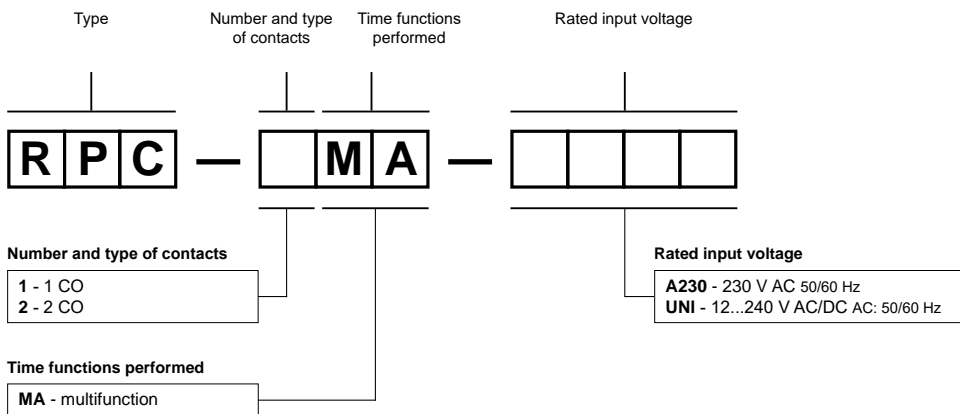 Type
Number and type
of contacts
Time functions
performed
Rated input voltage
RPC — MA —
Number and type of contacts
1 - 1 CO
2 - 2 CO
Rated input voltage
A230 - 230 V AC 50/60 Hz
UNI - 12...240 V AC/DC AC: 50/60 Hz
Time functions performed
MA - multifunction